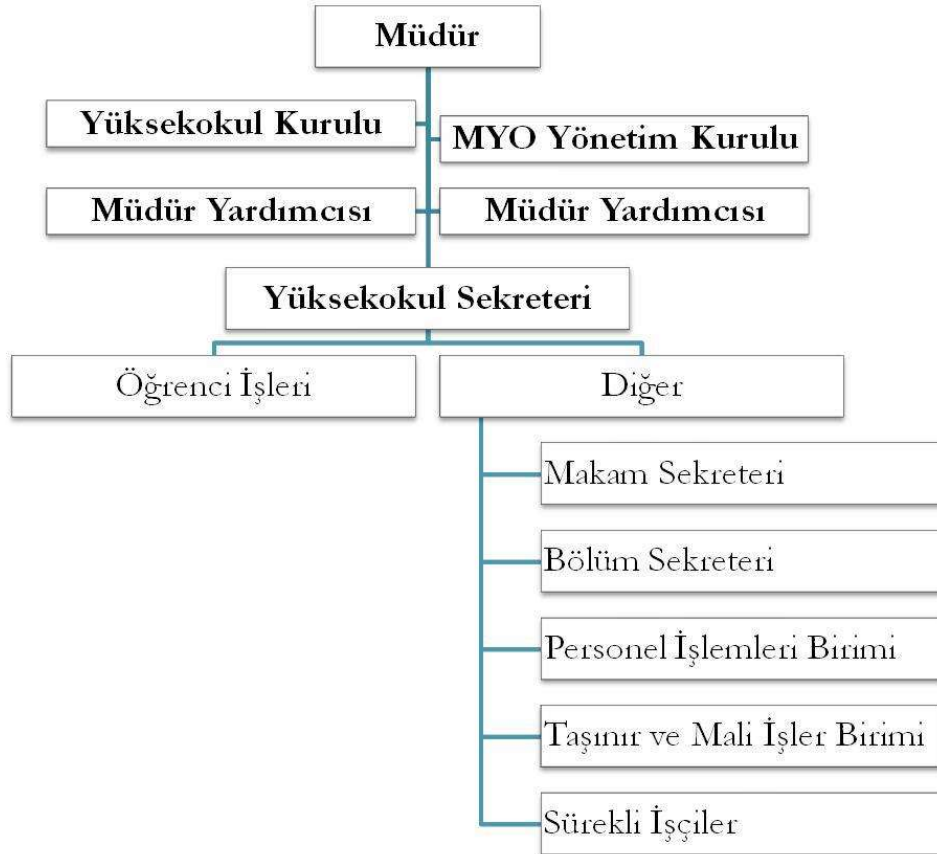 Müdür
Yüksekokul Kurulu
MYO Yönetim Kurulu
Müdür Yardımcısı
Müdür Yardımcısı
Yüksekokul Sekreteri
Öğrenci İşleri
Diğer
Makam Sekreteri
Bölüm Sekreteri
Personel İşlemleri Birimi
Taşınır ve Mali İşler Birimi
Sürekli İşçiler